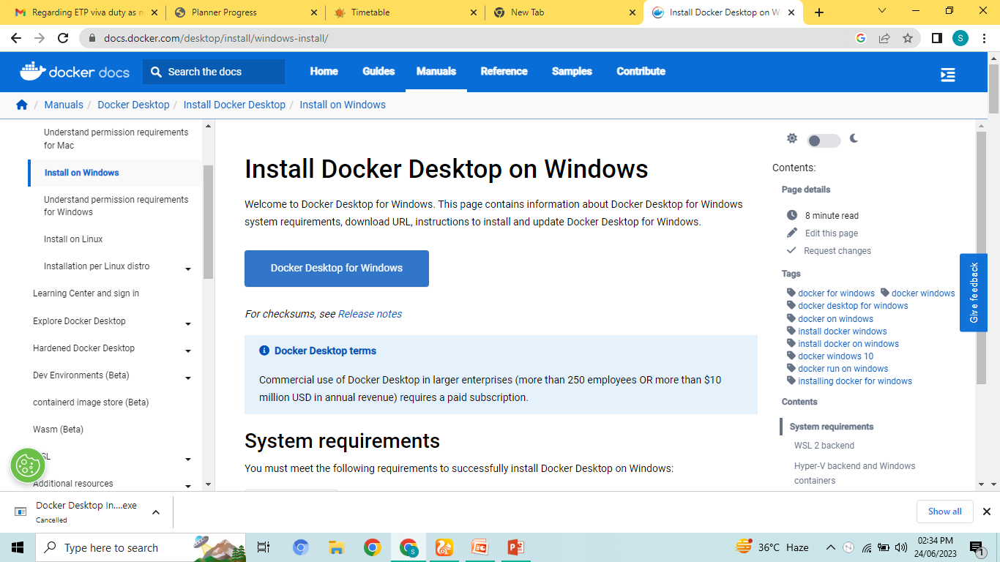 Regarding ETP viva duty as n
Planner Progress
Timetable
New Tab
Install Docker Desktop on Wi
docs.docker.com/desktop/install/windows-install/
S
docker docs
Search the docs
Home Guides Manuals Reference Samples Contribute
/ Manuals / Docker Desktop / Install Docker Desktop / Install on Windows
Understand permission requirements
for Mac
Install on Windows
Understand permission requirements
for Windows
Install on Linux
Installation per Linux distro
Learning Center and sign in
Explore Docker Desktop
Hardened Docker Desktop
Dev Environments (Beta)
containerd image store (Beta)
Wasm (Beta)
SL
Additional resources
Install Docker Desktop on Windows
Welcome to Docker Desktop for Windows. This page contains information about Docker Desktop for Windows
system requirements, download URL, instructions to install and update Docker Desktop for Windows.
Docker Desktop for Windows
For checksums, see Release notes
Docker Desktop terms
Commercial use of Docker Desktop in larger enterprises (more than 250 employees OR more than $10
million USD in annual revenue) requires a paid subscription.
System requirements
You must meet the following requirements to successfully install Docker Desktop on Windows:
Contents:
Page details
8 minute read
Edit this page
Request changes
Tags
docker for windows docker windows
docker desktop for windows
docker on windows
install docker windows
install docker on windows
docker windows 10
docker run on windows
installing docker for windows
Contents
System requirements
WSL 2 backend
Hyper-V backend and Windows
containers
Give feedback
Docker Desktop In....exe
Cancelled
Show all
Type here to search
S
36°C Haze
02:34 PM
24/06/2023
1